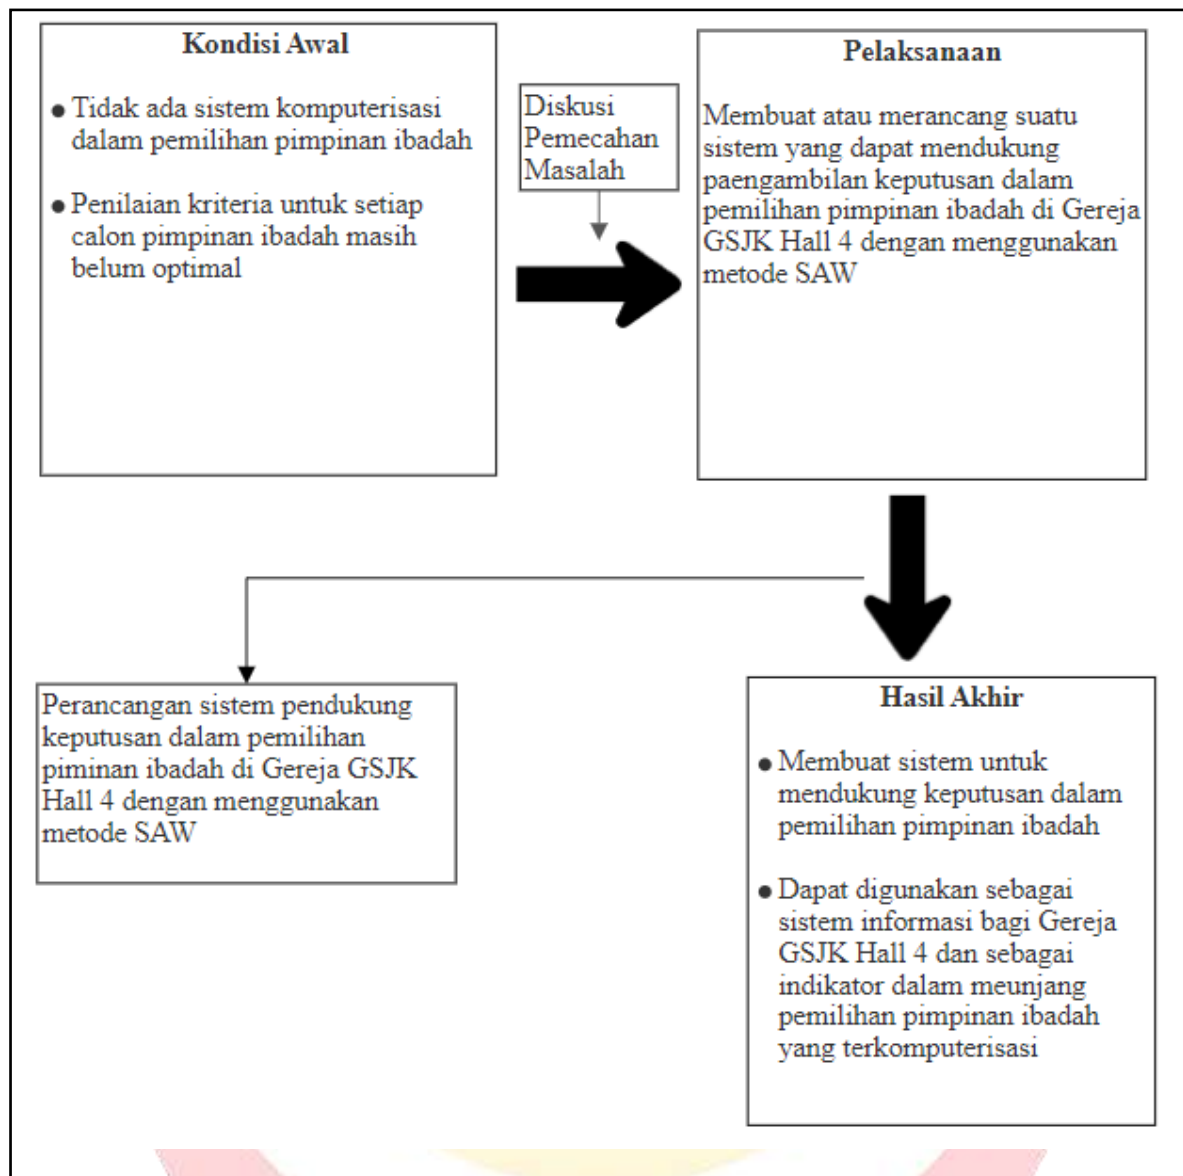 Kondisi Awal
● Tidak ada sistem komputerisasi
dalam pemilihan pimpinan ibadah
● Penilaian kriteria untuk setiap
calon pimpinan ibadah masih
belum optimal
Diskusi
Pemecahan
Masalah
Pelaksanaan
Membuat atau merancang suatu
sistem yang dapat mendukung
paengambilan keputusan dalam
pemilihan pimpinan ibadah di Gereja
GSJK Hall 4 dengan menggunakan
metode SAW
Perancangan sistem pendukung
keputusan dalam pemilihan
piminan ibadah di Gereja GSJK
Hall 4 dengan menggunakan
metode SAW
Hasil Akhir
● Membuat sistem untuk
mendukung keputusan dalam
pemilihan pimpinan ibadah
● Dapat digunakan sebagai
sistem informasi bagi Gereja
GSJK Hall 4 dan sebagai
indikator dalam meunjang
pemilihan pimpinan ibadah
yang terkomputerisasi